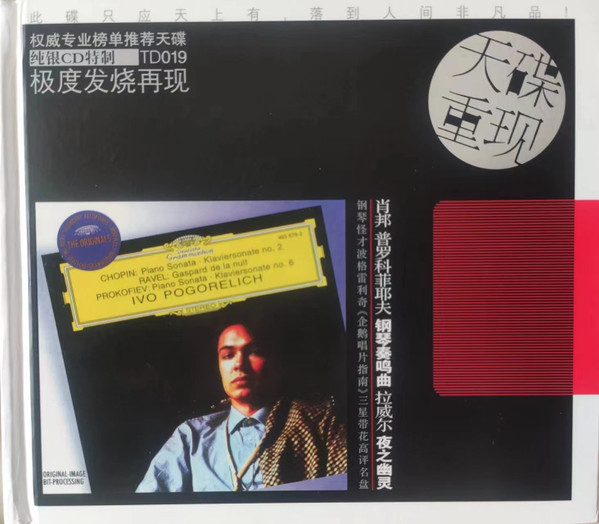 此碟只应天上有,落到人间非凡品!
权威专业榜单推荐天碟
纯银CD特制 TD019
极度发烧再现
天碟
重现
THE ORIGINALS
Deutsche
Grammophon
CHOPIN: Piano Sonata · Klaviersonate no. 2
RAVEL: Gaspard de la nuit
PROKOFIEV: Piano Sonata · Klaviersonate no. 6
IVO POGORELICH
STEREO
ORIGINAL-IMAGE
BIT-PROCESSING
肖邦 普罗科菲耶夫 钢琴奏鸣曲 拉威尔 夜之幽灵
钢琴怪才波格雷利奇《企鹅唱片指南》三星带花高评名盘